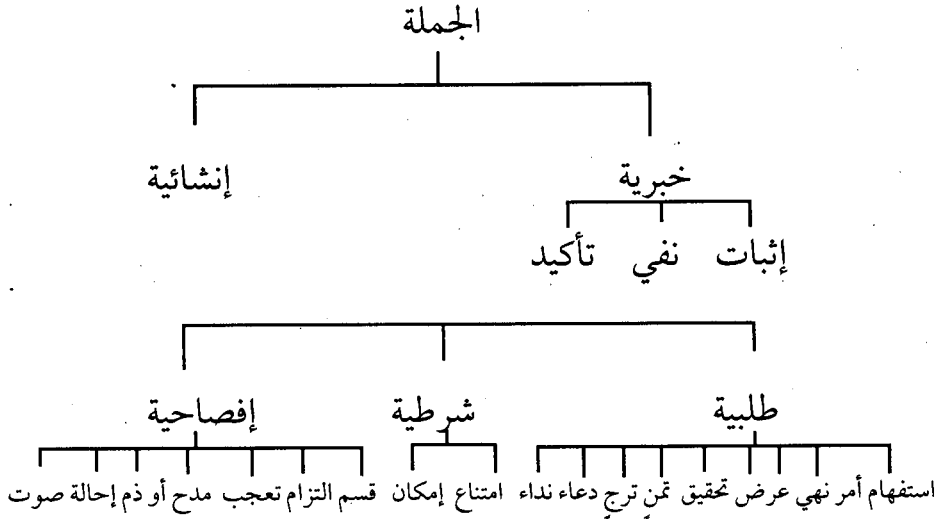 الجملة
خبرية إنشائية
إثبات نفي تأكيد
طلبية شرطية إفصاحية
استفهام أمر نهي عرض تحقيق تمنٍ ترجٍ دعاء نداء امتناع إمكان قسم التزام تعجب مدح أو ذم إحالة صوت